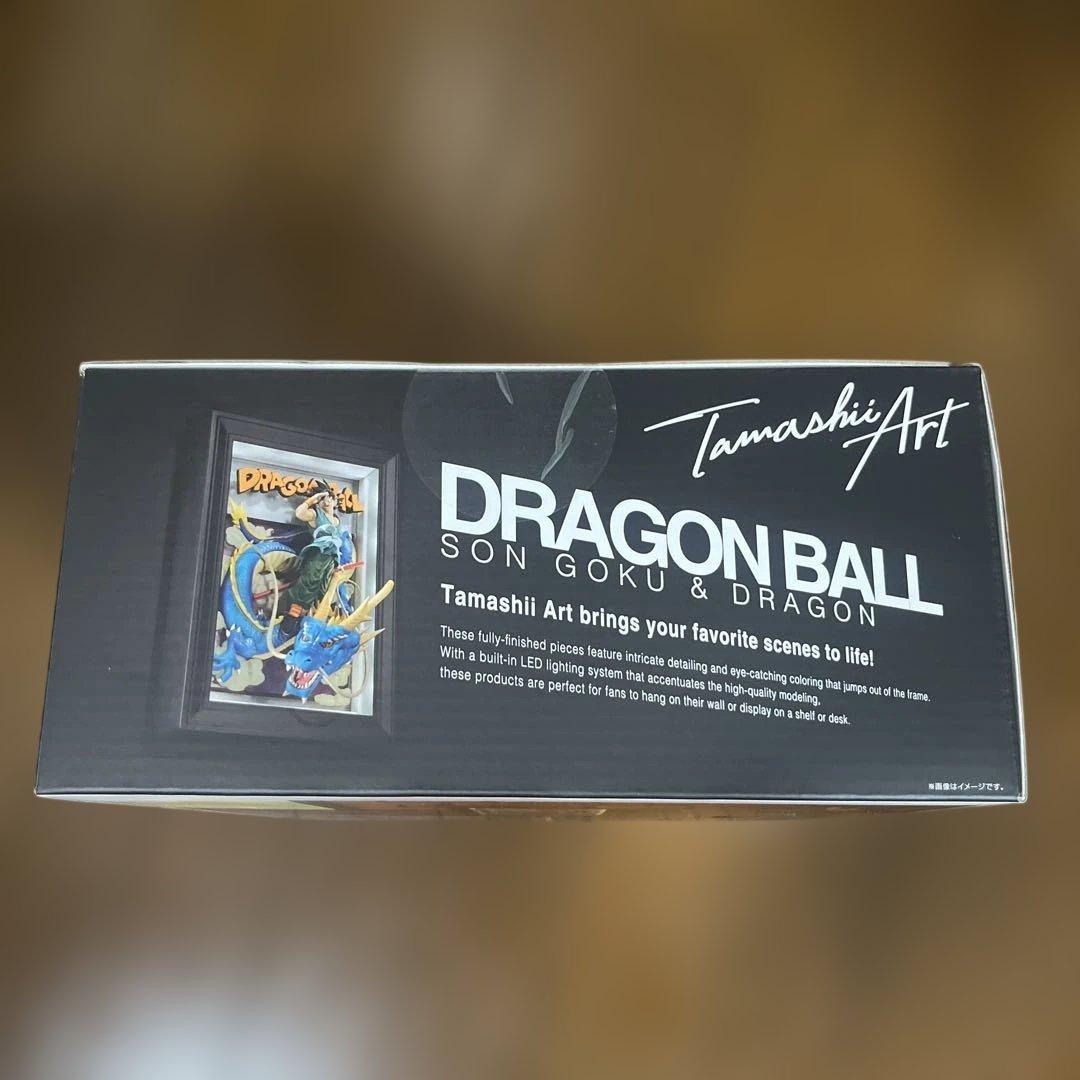 Tamashii Art
DRAGON BALL
DRAGON BALL
SON GOKU & DRAGON
Tamashii Art brings your favorite scenes to life!
These fully-finished pieces feature intricate detailing and eye-catching coloring that jumps out of the frame.
With a built-in LED lighting system that accentuates the high-quality modeling,
these products are perfect for fans to hang on their wall or display on a shelf or desk.
※画像はイメージです。